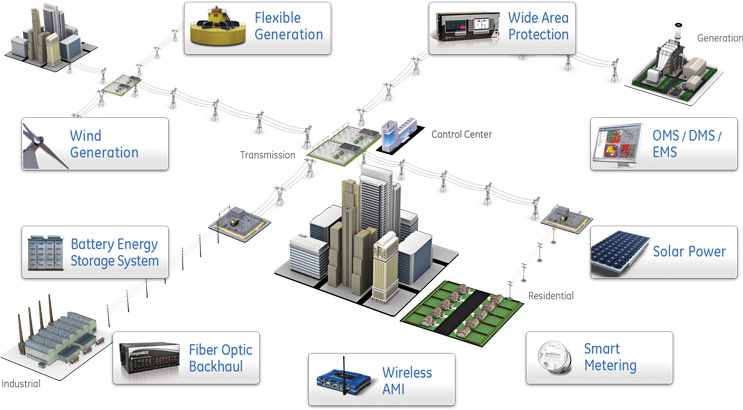 Flexible
Generation
Wide Area
Protection
Generation
Wind
Generation
Transmission
Control Center
OMS / DMS /
EMS
Battery Energy
Storage System
Solar Power
Residential
Industrial
Fiber Optic
Backhaul
Wireless
AMI
Smart
Metering